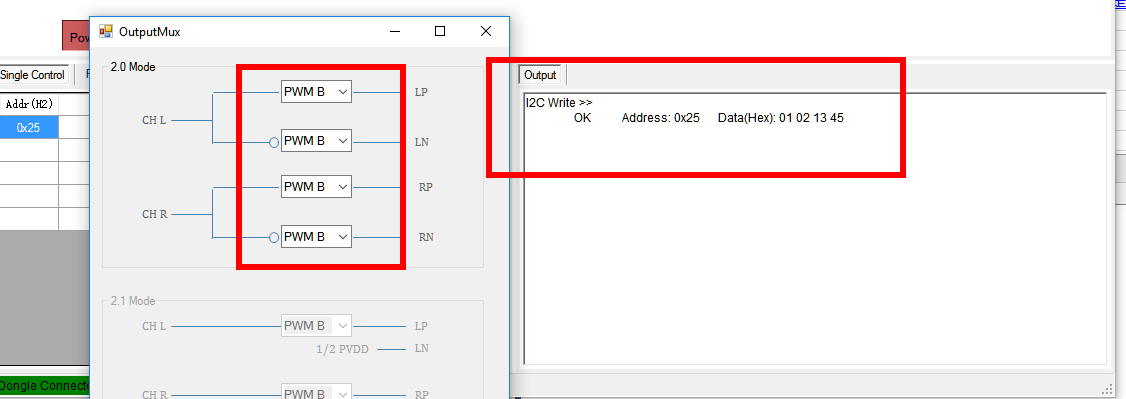 OutputMux
Pow
2.0 Mode
Single Control
Output
PWM B
LP
I2C Write >>
Addr (H2)
CH L
OK Address: 0x25 Data(Hex): 01 02 13 45
0x25
PWM B
LN
PWM B
RP
CH R
PWM B
RN
2.1 Mode
CH L
PWM B
LP
1/2 PVDD
LN
Dongle Connecte
CH R
PWM B
RP